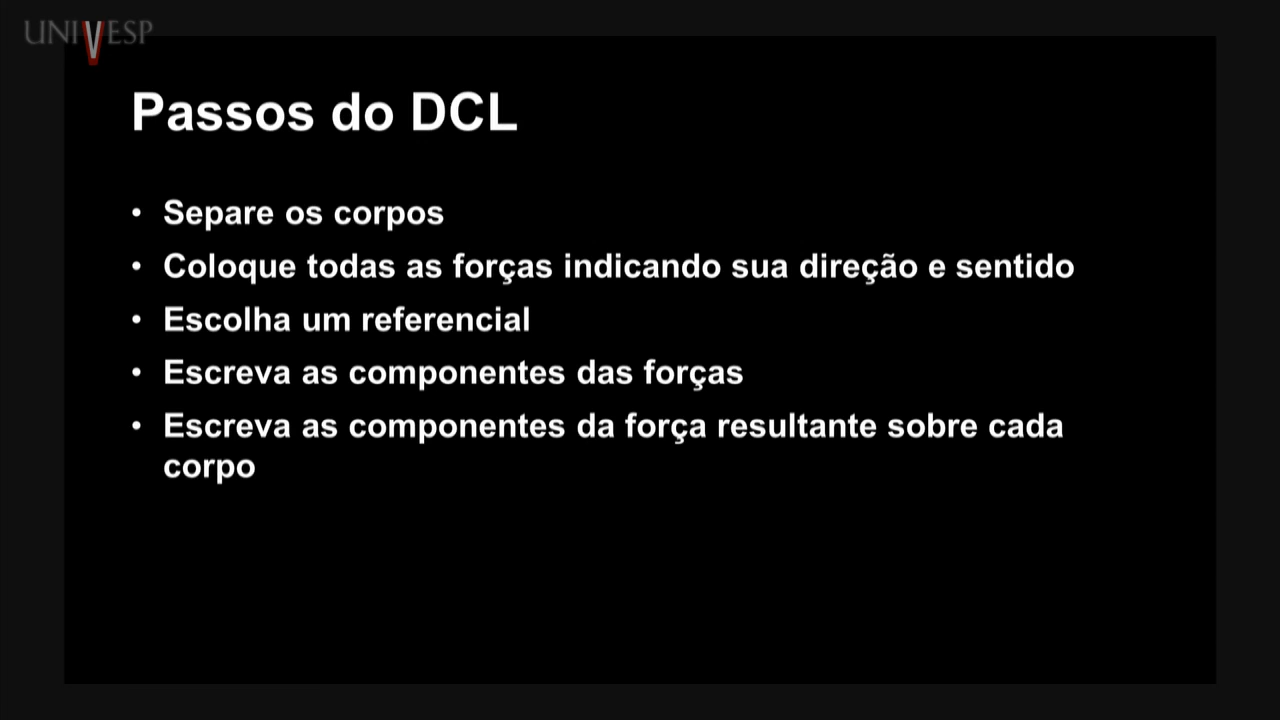 UNIVESP
Passos do DCL
• Separe os corpos
• Coloque todas as forças indicando sua direção e sentido
• Escolha um referencial
• Escreva as componentes das forças
• Escreva as componentes da força resultante sobre cada
corpo